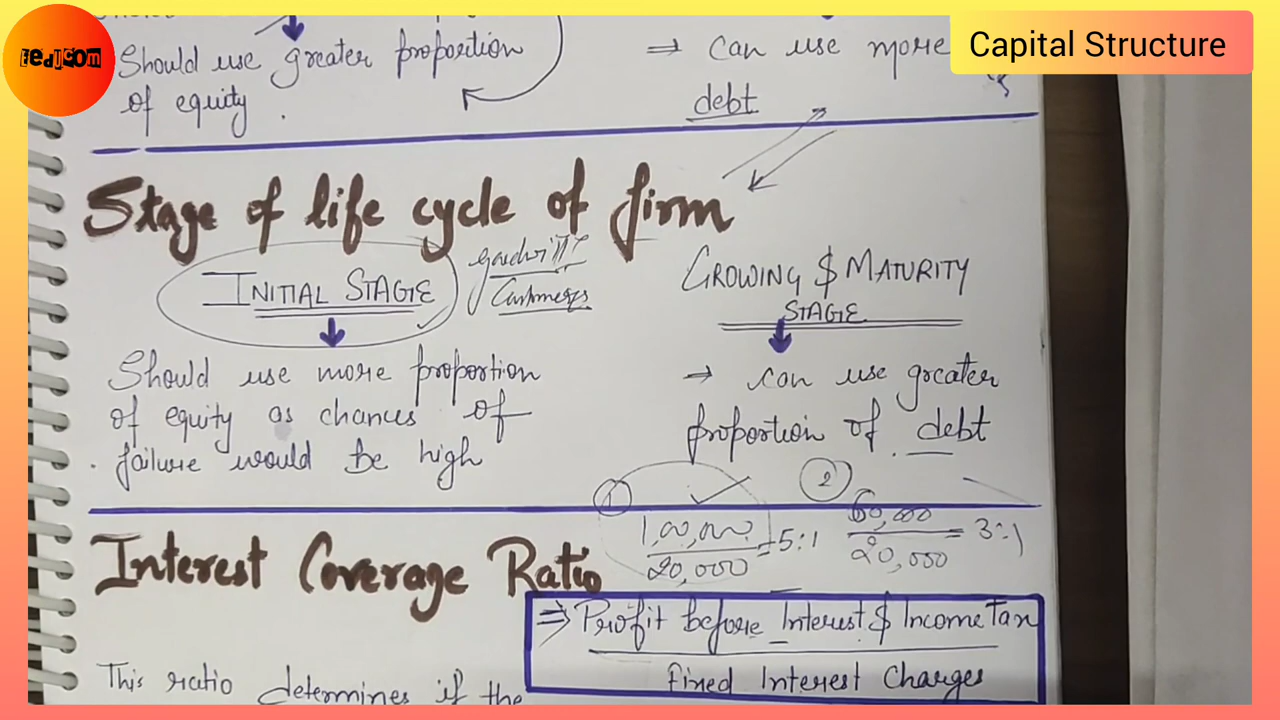 FeduCom
Capital Structure
Should use greater proportion
of equity.
⇒ can use more
debt
Stage of life cycle of firm
INITIAL STAGE
goodwill
Customers
Should use more proportion
of equity as chances of
failure would be high
GROWING & MATURITY
STAGE
→ can use greater
proportion of debt
①
1,00,000
20,000
=5:1
②
60,000
20,000
= 3:1
Interest Coverage Ratio
⇒ Profit before Interest & Income Tax
Fixed Interest Charges
This ratio determines if the